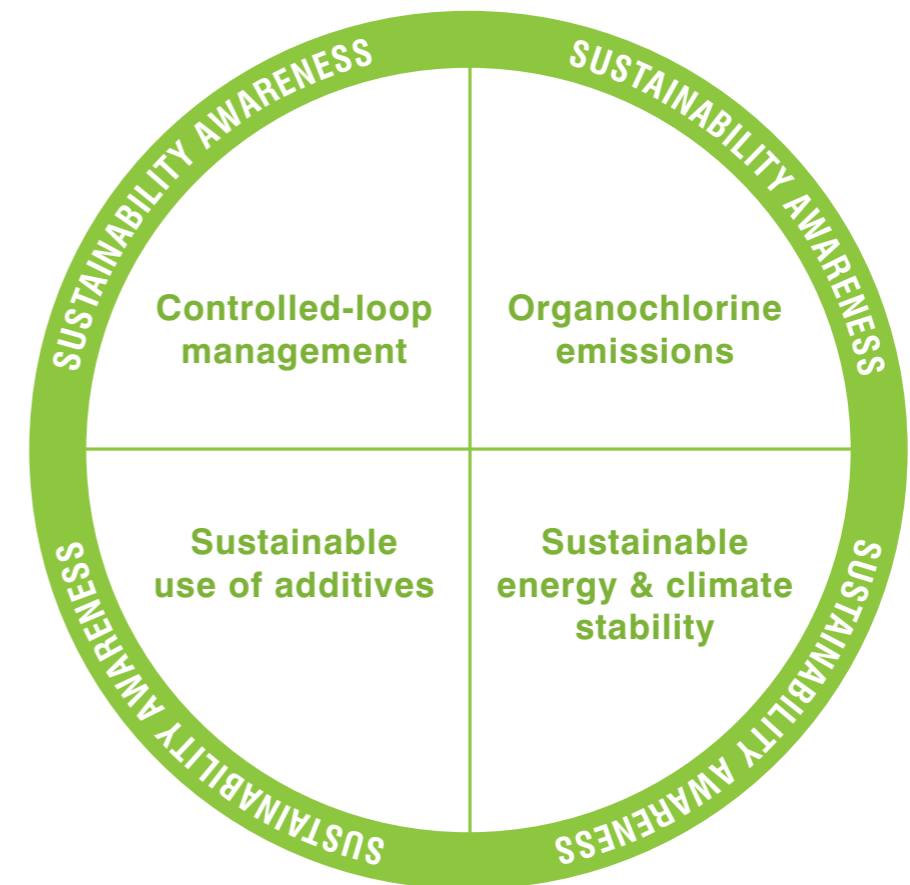 SUSTAINABILITY AWARENESS
SUSTAINABILITY AWARENESS
Controlled-loop
management
Organochlorine
emissions
Sustainable
use of additives
Sustainable
energy & climate
stability
SUSTAINABILITY AWARENESS
SUSTAINABILITY AWARENESS